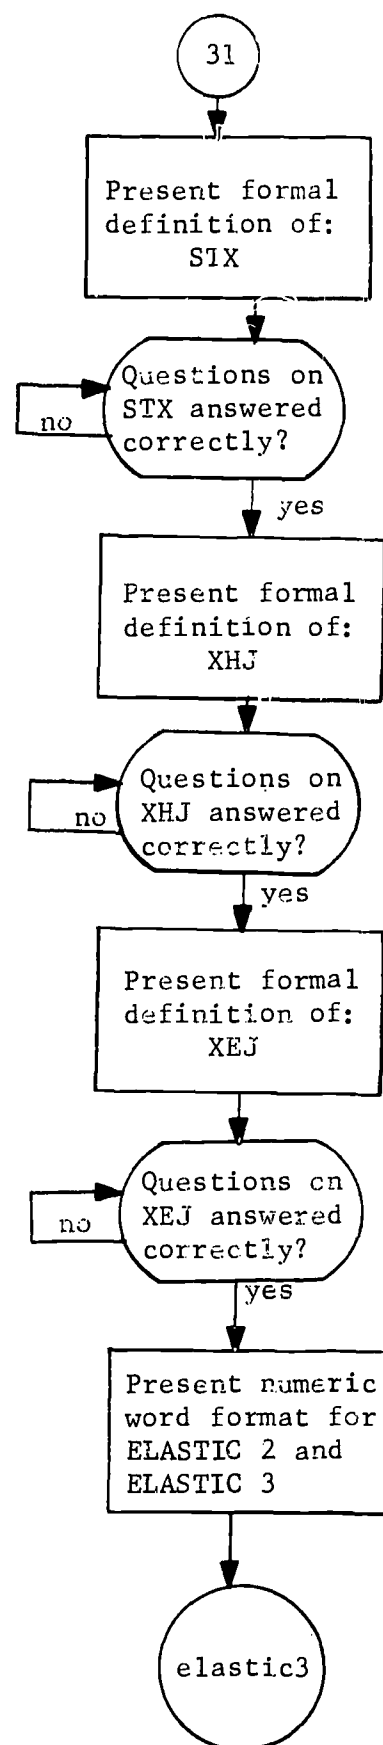 31
Present formal
definition of:
STX
Questions on
STX answered
correctly?
no
yes
Present formal
definition of:
XHJ
Questions on
XHJ answered
correctly?
no
yes
Present formal
definition of:
XEJ
Questions on
XEJ answered
correctly?
no
yes
Present numeric
word format for
ELASTIC 2 and
ELASTIC 3
elastic3